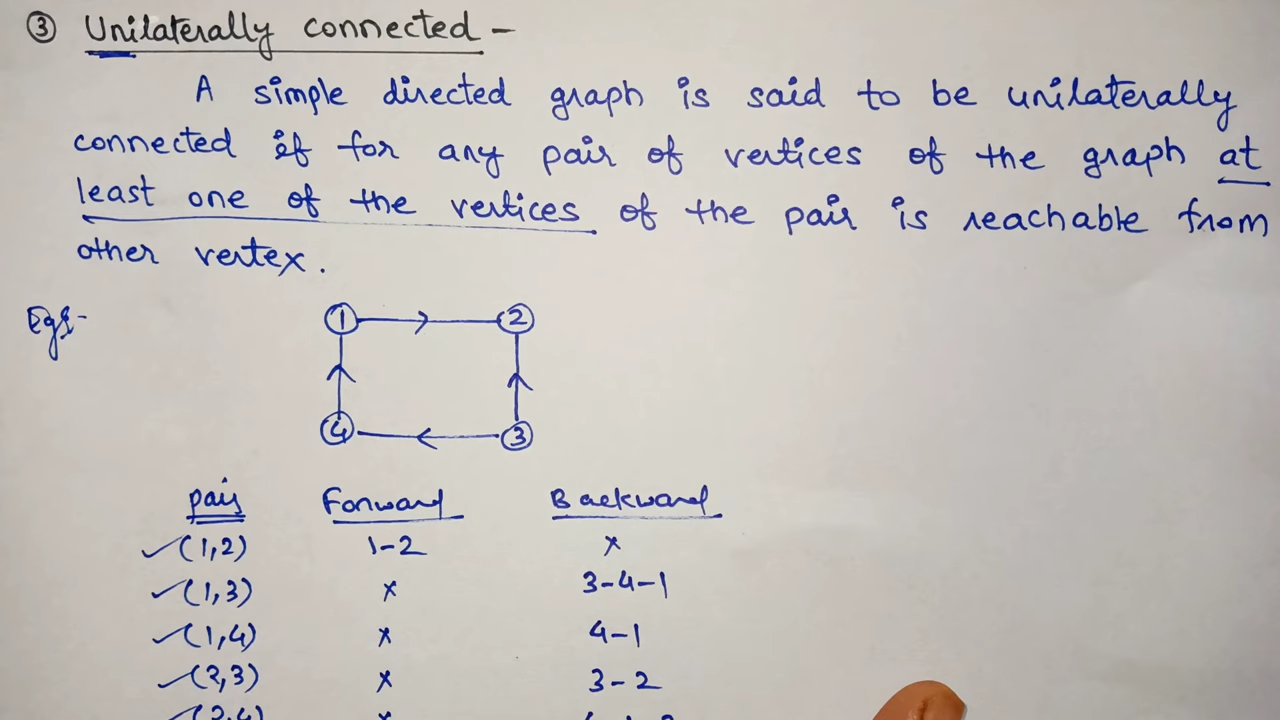 ③ Unilaterally connected -
A simple directed graph is said to be unilaterally
connected if for any pair of vertices of the graph at
least one of the vertices of the pair is reachable from
other vertex.
Eg:-
1 2
4 3
pair Forward Backward
✓(1,2) 1-2 ×
✓(1,3) × 3-4-1
✓(1,4) × 4-1
✓(2,3) × 3-2
✓(2,4) ×